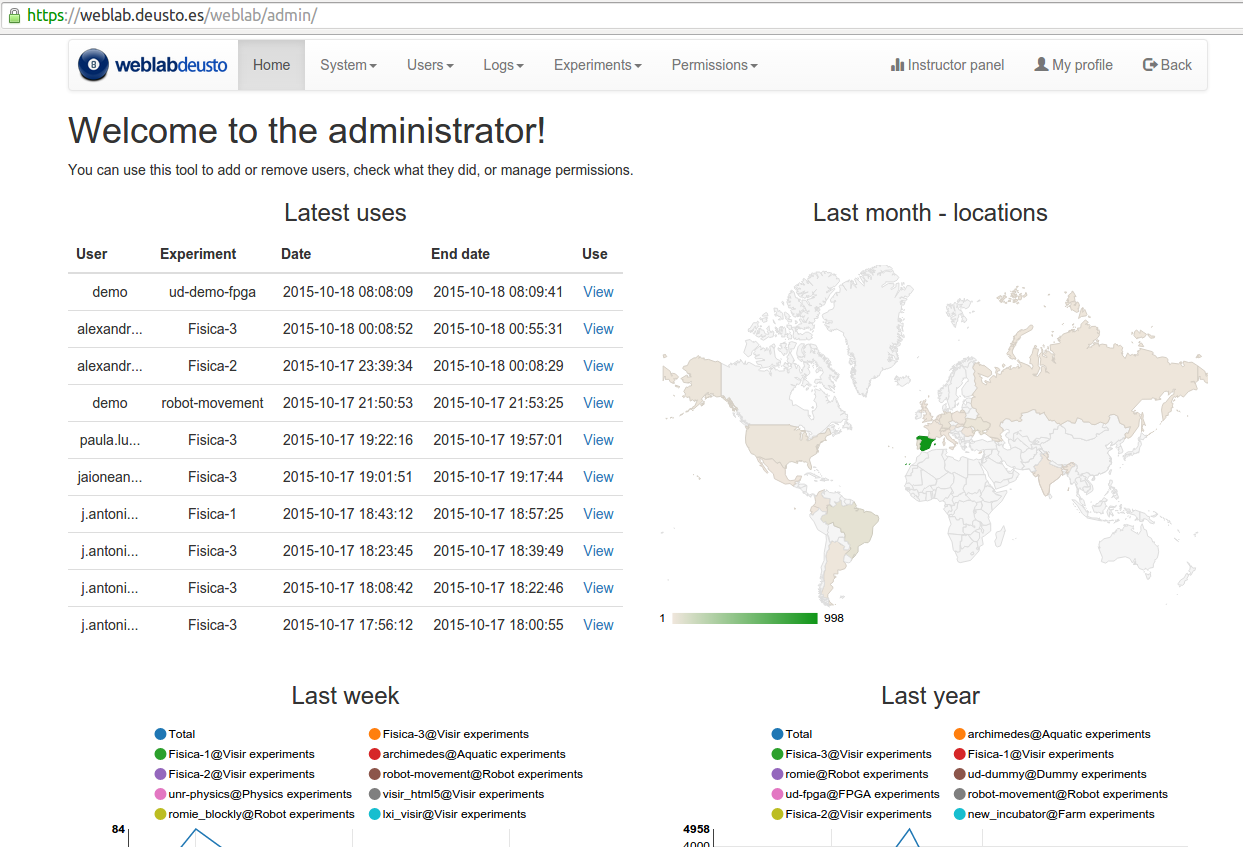 https://weblab.deusto.es/weblab/admin/
weblabdeusto Home System Users Logs Experiments Permissions Instructor panel My profile Back
Welcome to the administrator!
You can use this tool to add or remove users, check what they did, or manage permissions.
Latest uses
User Experiment Date End date Use
demo ud-demo-fpga 2015-10-18 08:08:09 2015-10-18 08:09:41 View
alexandr... Fisica-3 2015-10-18 00:08:52 2015-10-18 00:55:31 View
alexandr... Fisica-2 2015-10-17 23:39:34 2015-10-18 00:08:29 View
demo robot-movement 2015-10-17 21:50:53 2015-10-17 21:53:25 View
paula.lu... Fisica-3 2015-10-17 19:22:16 2015-10-17 19:57:01 View
jaionean... Fisica-3 2015-10-17 19:01:51 2015-10-17 19:17:44 View
j.antoni... Fisica-1 2015-10-17 18:43:12 2015-10-17 18:57:25 View
j.antoni... Fisica-3 2015-10-17 18:23:45 2015-10-17 18:39:49 View
j.antoni... Fisica-3 2015-10-17 18:08:42 2015-10-17 18:22:46 View
j.antoni... Fisica-3 2015-10-17 17:56:12 2015-10-17 18:00:55 View
Last month - locations
1 998
Last week
Total Fisica-3@Visir experiments
Fisica-1@Visir experiments archimedes@Aquatic experiments
Fisica-2@Visir experiments robot-movement@Robot experiments
unr-physics@Physics experiments visir_html5@Visir experiments
romie_blockly@Robot experiments lxi_visir@Visir experiments
84
Last year
Total archimedes@Aquatic experiments
Fisica-3@Visir experiments Fisica-1@Visir experiments
romie@Robot experiments ud-dummy@Dummy experiments
ud-fpga@FPGA experiments robot-movement@Robot experiments
Fisica-2@Visir experiments new_incubator@Farm experiments
4958
4000